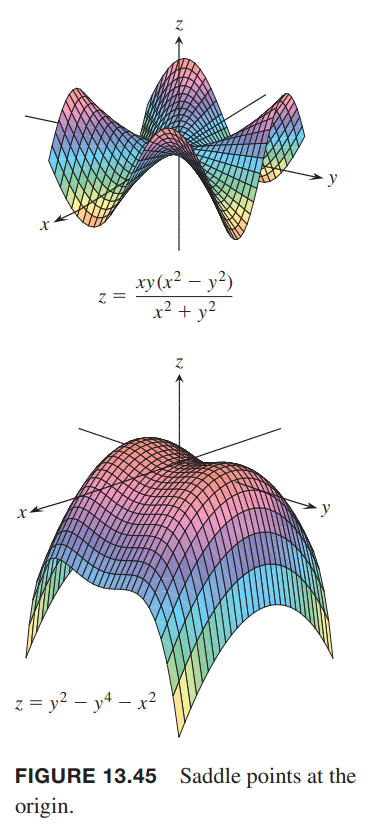 z
y
x
z = \frac{xy(x^2 - y^2)}{x^2 + y^2}
z
x
y
z = y^2 - y^4 - x^2
FIGURE 13.45 Saddle points at the
origin.